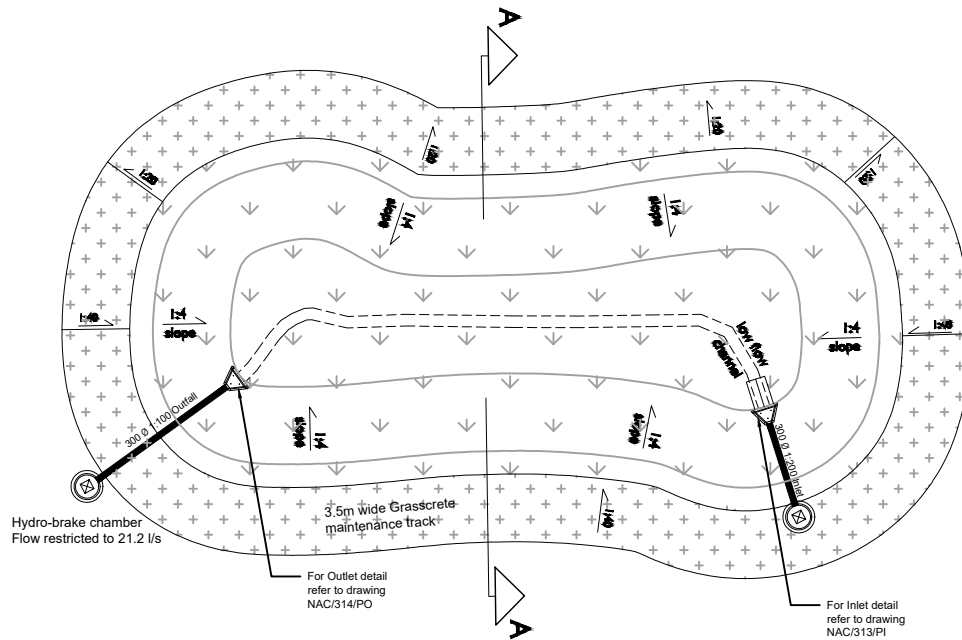 A
1:20
1:20
1:4
slope
1:4
slope
1:40
1:4
slope
low flow
channel
1:4
slope
1:40
300 Ø 1:100 Outfall
1:4
slope
1:4
slope
300 Ø 1:200 Inlet
Hydro-brake chamber
Flow restricted to 21.2 l/s
3.5m wide Grasscrete
maintenance track
1:40
For Outlet detail
refer to drawing
NAC/314/PO
For Inlet detail
refer to drawing
NAC/313/PI
A